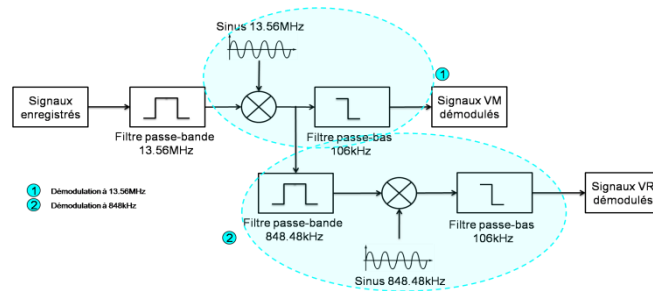 Sinus 13.56MHz
1
Signaux
enregistrés
Filtre passe-bande
13.56MHz
Filtre passe-bas
106kHz
Signaux VM
démodulés
1 Démodulation à 13.56MHz
2 Démodulation à 848kHz
Filtre passe-bande
848.48kHz
2
Sinus 848.48kHz
Filtre passe-bas
106kHz
Signaux VR
démodulés